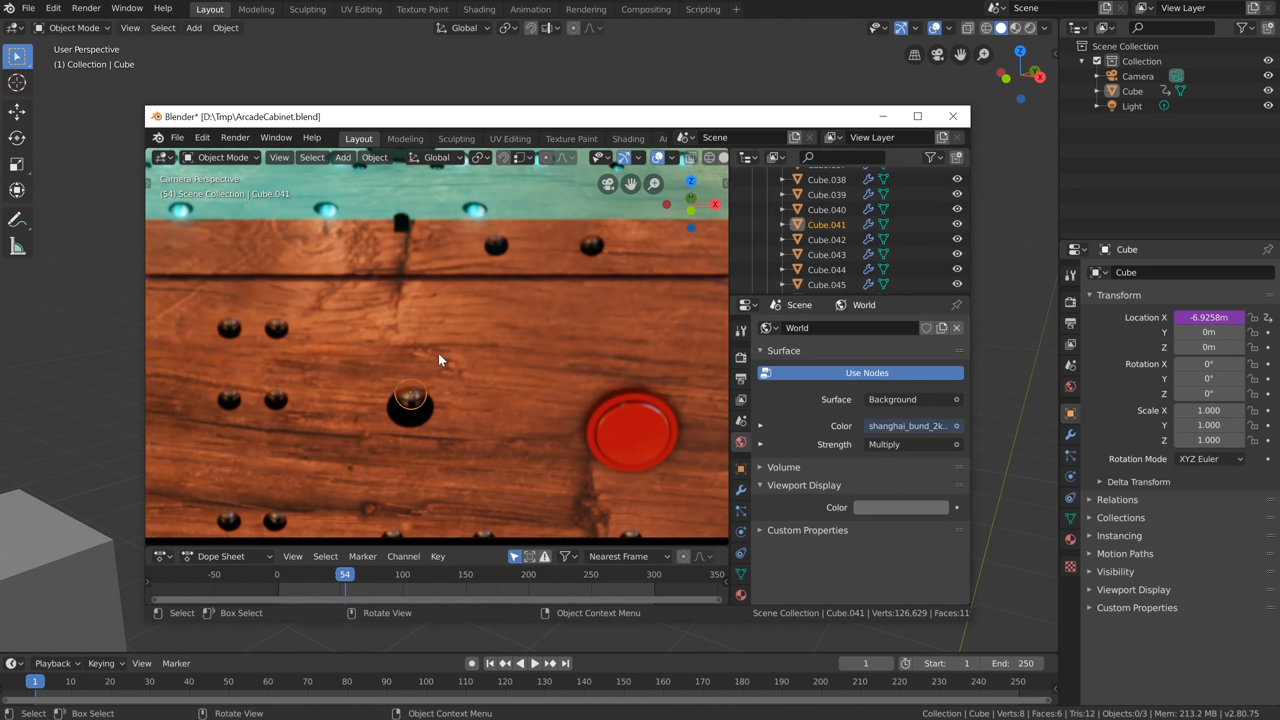 File Edit Render Window Help Layout Modeling Sculpting UV Editing Texture Paint Shading Animation Rendering Compositing Scripting + Scene View Layer
Object Mode View Select Add Object Global
User Perspective
(1) Collection | Cube
Z
Y
X
Scene Collection
Collection
Camera
Cube
Light
Blender* [D:\Tmp\ArcadeCabinet.blend]
File Edit Render Window Help Layout Modeling Sculpting UV Editing Texture Paint Shading Scene View Layer
Object Mode View Select Add Object Global
Camera Perspective
(54) Scene Collection | Cube.041
Z
X
Cube.038
Cube.039
Cube.040
Cube.041
Cube.042
Cube.043
Cube.044
Cube.045
Scene World
World
Surface
Use Nodes
Surface Background
Color shanghai_bund_2k..
Strength Multiply
Volume
Viewport Display
Color
Custom Properties
Dope Sheet View Select Marker Channel Key Nearest Frame
-50 0 54 100 150 200 250 300 350
Select Box Select Rotate View Object Context Menu Scene Collection | Cube.041 | Verts:126,629 | Faces:11
Cube
Cube
Transform
Location X -6.9258m
Y 0m
Z 0m
Rotation X 0°
Y 0°
Z 0°
Scale X 1.000
Y 1.000
Z 1.000
Rotation Mode XYZ Euler
Delta Transform
Relations
Collections
Instancing
Motion Paths
Visibility
Viewport Display
Custom Properties
Playback Keying View Marker 1 Start: 1 End: 250
1 10 20 30 40 50 60 70 80 90 100 110 120 130 140 150 160 170 180 190 200 210 220 230 240 250
Select Box Select Rotate View Object Context Menu Collection | Cube | Verts:8 | Faces:6 | Tris:12 | Objects:0/3 | Mem: 213.2 MB | v2.80.75